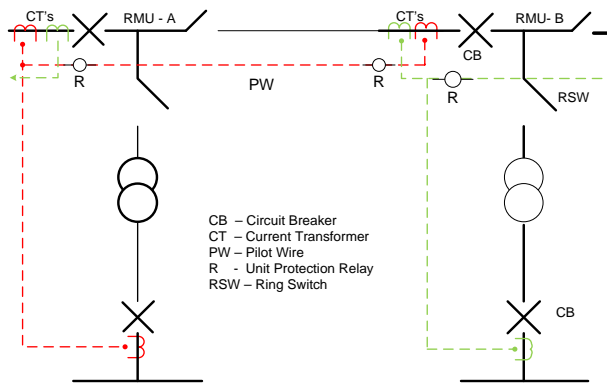 CT's
RMU - A
CT's
RMU- B
CB
R
PW
R
R
RSW
CB – Circuit Breaker
CT – Current Transformer
PW – Pilot Wire
R - Unit Protection Relay
RSW – Ring Switch
CB